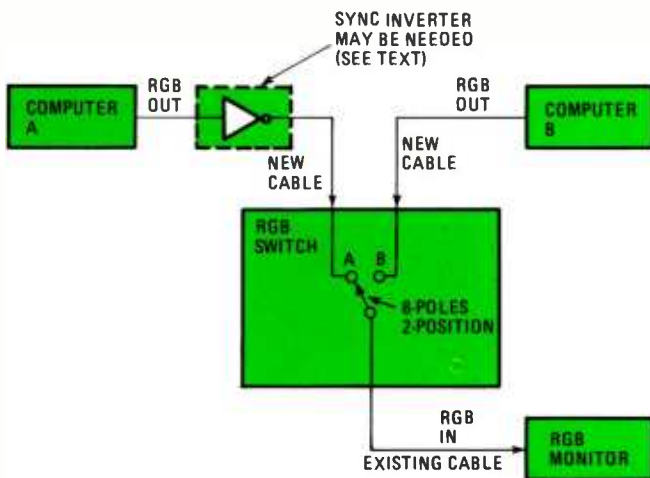 SYNC INVERTER
MAY BE NEEDED
(SEE TEXT)
COMPUTER
A
RGB
OUT
RGB
OUT
COMPUTER
B
NEW
CABLE
NEW
CABLE
RGB
SWITCH
A B
8-POLES
2-POSITION
RGB
IN
EXISTING CABLE
RGB
MONITOR